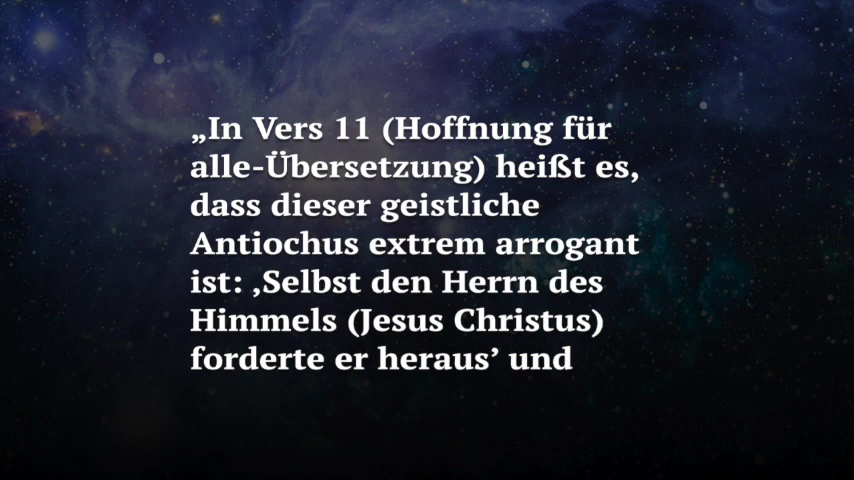 „In Vers 11 (Hoffnung für
alle-Übersetzung) heißt es,
dass dieser geistliche
Antiochus extrem arrogant
ist: ‚Selbst den Herrn des
Himmels (Jesus Christus)
forderte er heraus’ und